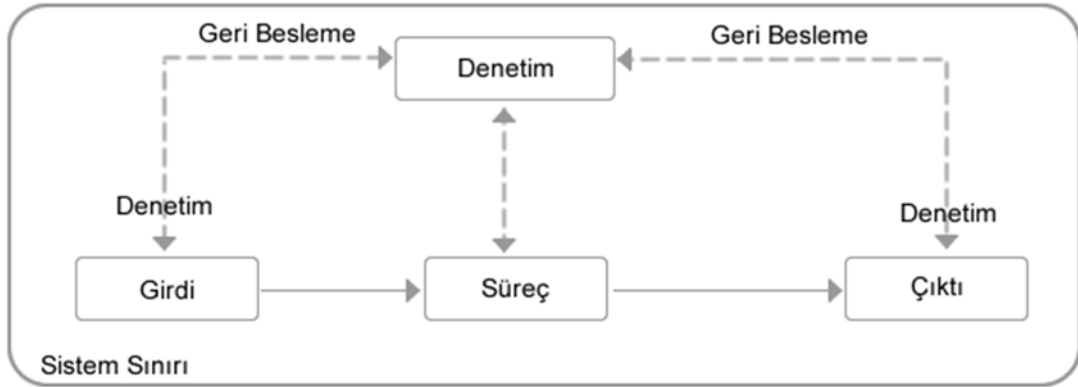 Geri Besleme
Geri Besleme
Denetim
Denetim
Denetim
Girdi
Süreç
Çıktı
Sistem Sınırı